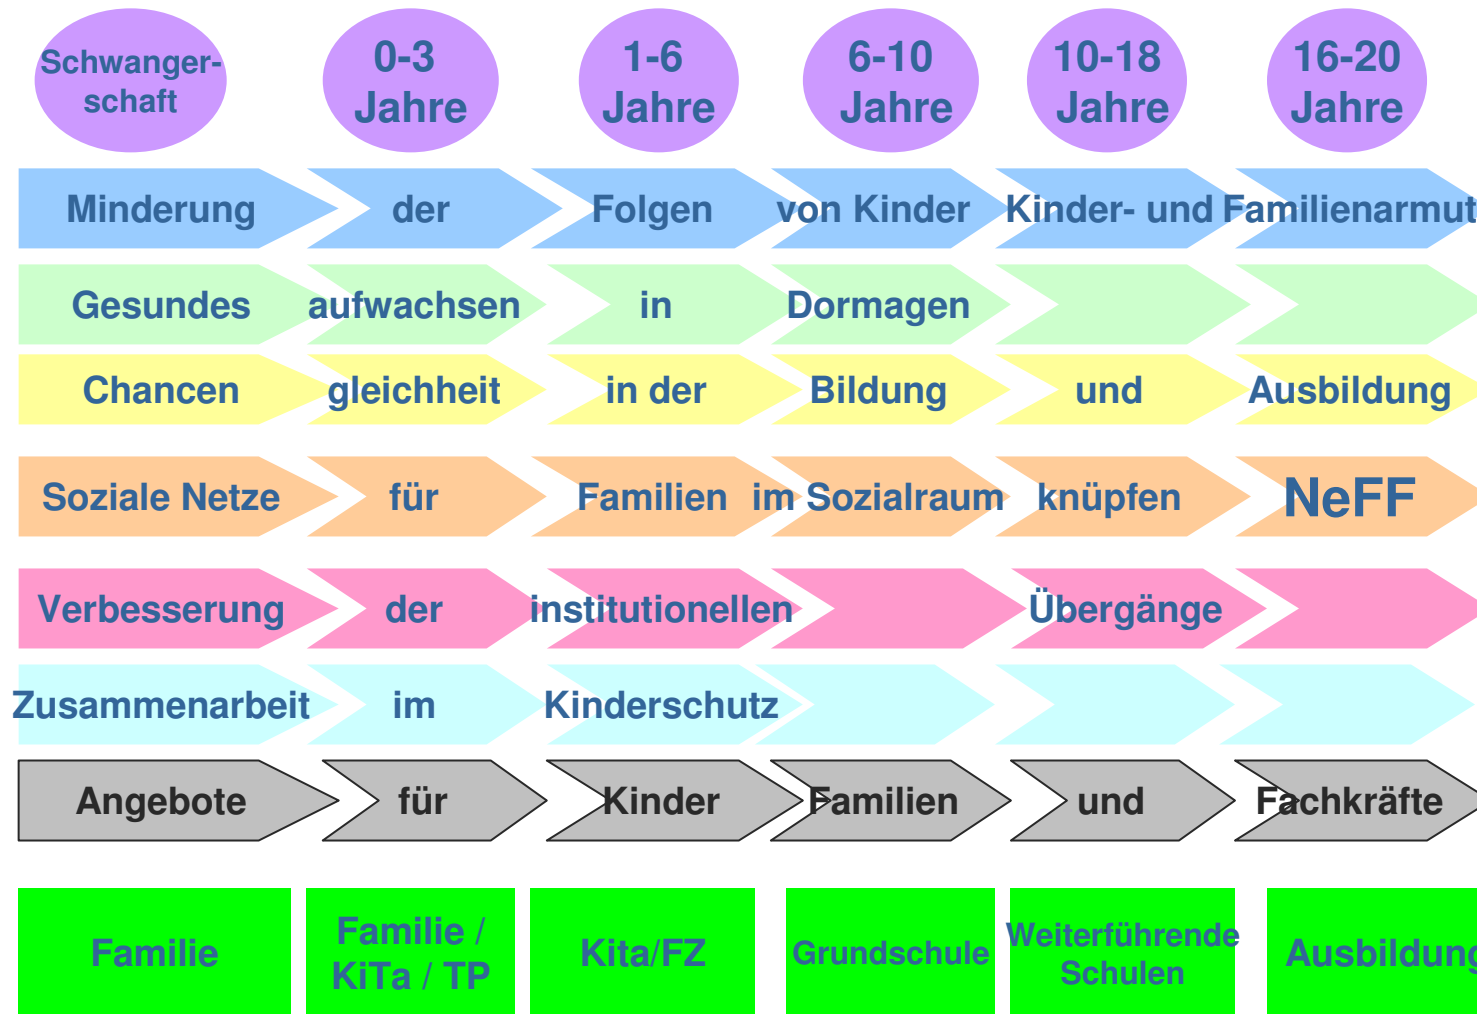 Schwanger-
schaft
0-3
Jahre
1-6
Jahre
6-10
Jahre
10-18
Jahre
16-20
Jahre
Minderung der Folgen von Kinder Kinder- und Familienarmut
Gesundes aufwachsen in Dormagen
Chancen gleichheit in der Bildung und Ausbildung
Soziale Netze für Familien im Sozialraum knüpfen NeFF
Verbesserung der institutionellen Übergänge
Zusammenarbeit im Kinderschutz
Angebote für Kinder Familien und Fachkräfte
Familie
Familie /
KiTa / TP
Kita/FZ
Grundschule
Weiterführende
Schulen
Ausbildung